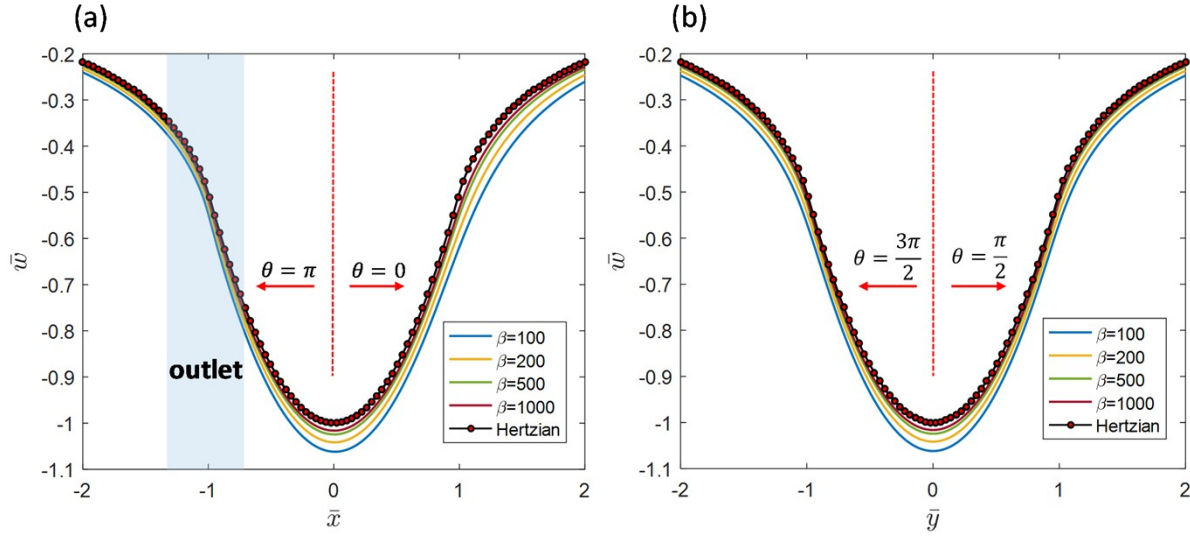 (a)
-0.2
-0.3
-0.4
-0.5
-0.6
-0.7
-0.8
-0.9
-1
-1.1
w̄
θ = π
θ = 0
outlet
β=100
β=200
β=500
β=1000
Hertzian
-2 -1 0 1 2
x̄
(b)
-0.2
-0.3
-0.4
-0.5
-0.6
-0.7
-0.8
-0.9
-1
-1.1
w̄
θ = 3π/2
θ = π/2
β=100
β=200
β=500
β=1000
Hertzian
-2 -1 0 1 2
ȳ